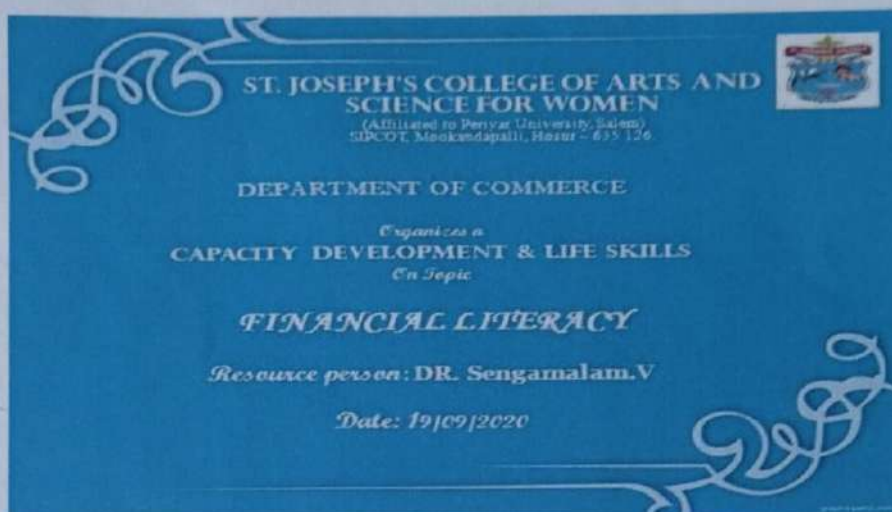 ST. JOSEPH'S COLLEGE OF ARTS AND
SCIENCE FOR WOMEN
(Affiliated to Periyar University, Salem)
SIPCOT, Mookandapalli, Hosur – 635 126
DEPARTMENT OF COMMERCE
Organizes a
CAPACITY DEVELOPMENT & LIFE SKILLS
On Topic
FINANCIAL LITERACY
Resource person: DR. Sengamalam.V
Date: 19/09/2020